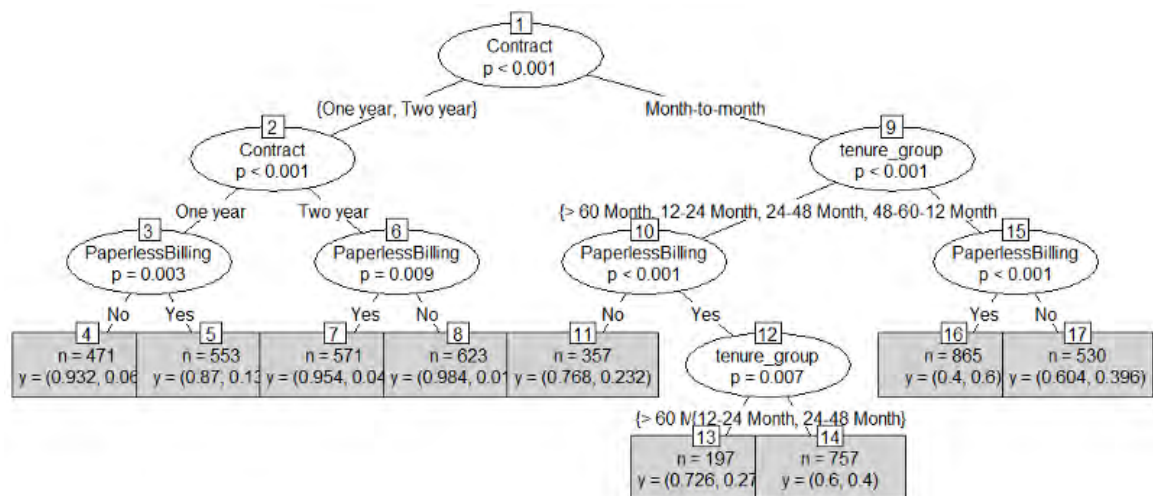 1
Contract
p < 0.001
{One year, Two year}
Month-to-month
2
Contract
p < 0.001
9
tenure_group
p < 0.001
One year
Two year
{> 60 Month, 12-24 Month, 24-48 Month, 48-60-12 Month
3
PaperlessBilling
p = 0.003
6
PaperlessBilling
p = 0.009
10
PaperlessBilling
p < 0.001
15
PaperlessBilling
p < 0.001
No
Yes
Yes
No
No
Yes
Yes
No
4
n = 471
y = (0.932, 0.06
5
n = 553
y = (0.87, 0.13
7
n = 571
y = (0.954, 0.04
8
n = 623
y = (0.984, 0.01
11
n = 357
y = (0.768, 0.232)
12
tenure_group
p = 0.007
16
n = 865
y = (0.4, 0.6)
17
n = 530
y = (0.604, 0.396)
{> 60 M{12-24 Month, 24-48 Month}
13
n = 197
y = (0.726, 0.27
14
n = 757
y = (0.6, 0.4)